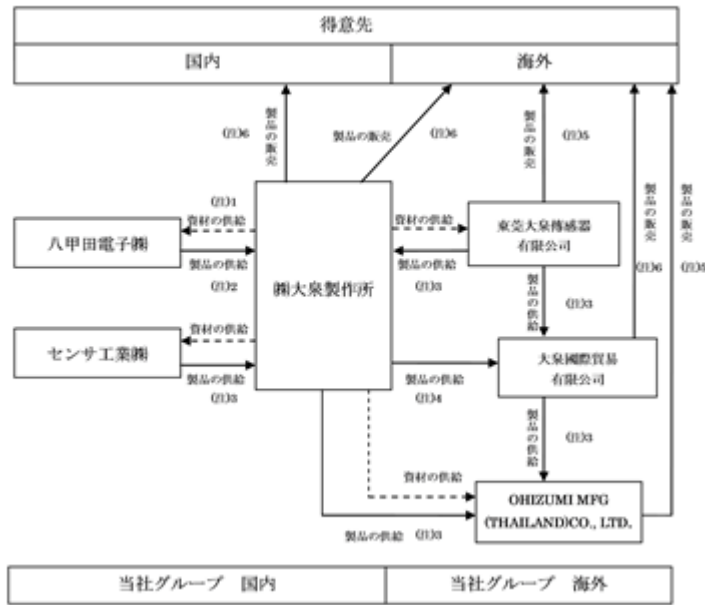 得意先
国内
海外
(注)6
製品の販売
製品の販売
(注)6
製品の販売
(注)5
製品の販売
(注)6
製品の販売
(注)5
(注)1
資材の供給
八甲田電子㈱
製品の供給
(注)2
㈱大泉製作所
資材の供給
東莞大泉傳感器
有限公司
製品の供給
(注)3
製品の供給
(注)3
資材の供給
センサ工業㈱
製品の供給
(注)3
大泉國際貿易
有限公司
製品の供給
(注)4
製品の供給
(注)3
資材の供給
OHIZUMI MFG
(THAILAND)CO., LTD.
製品の供給
(注)3
当社グループ 国内
当社グループ 海外